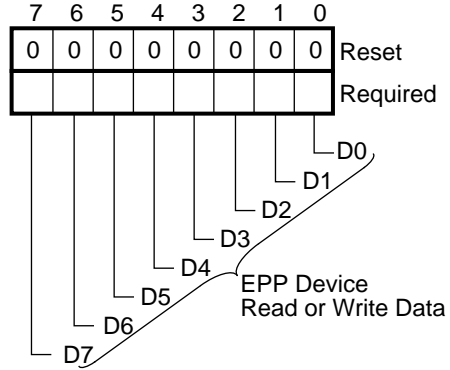 7 6 5 4 3 2 1 0
0 0 0 0 0 0 0 0 Reset
Required
D0
D1
D2
D3
D4
EPP Device
D5
Read or Write Data
D6
D7